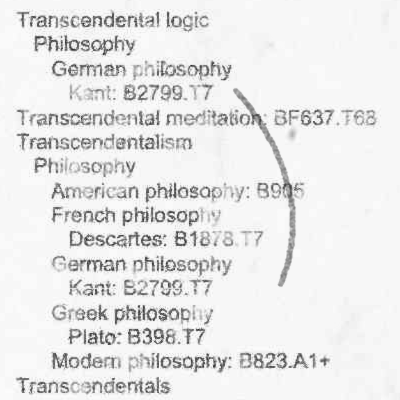 Transcendental logic
Philosophy
German philosophy
Kant: B2799.T7
Transcendental meditation: BF637.T68
Transcendentalism
Philosophy
American philosophy: B905
French philosophy
Descartes: B1878.T7
German philosophy
Kant: B2799.T7
Greek philosophy
Plato: B398.T7
Modern philosophy: B823.A1+
Transcendentals